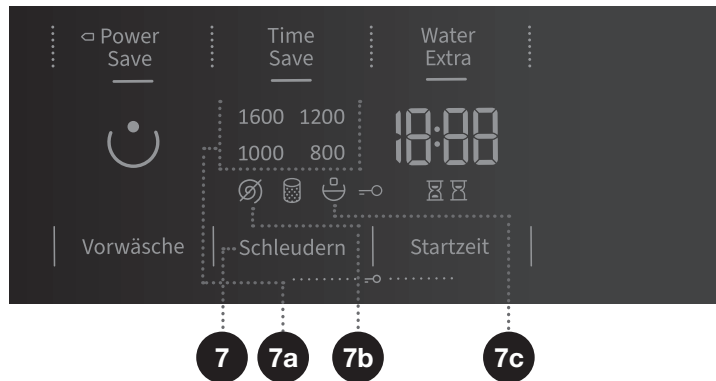 Power
Save
Time
Save
Water
Extra
1600 1200
1000 800
18:88
Vorwäsche
Schleudern
Startzeit
7
7a
7b
7c